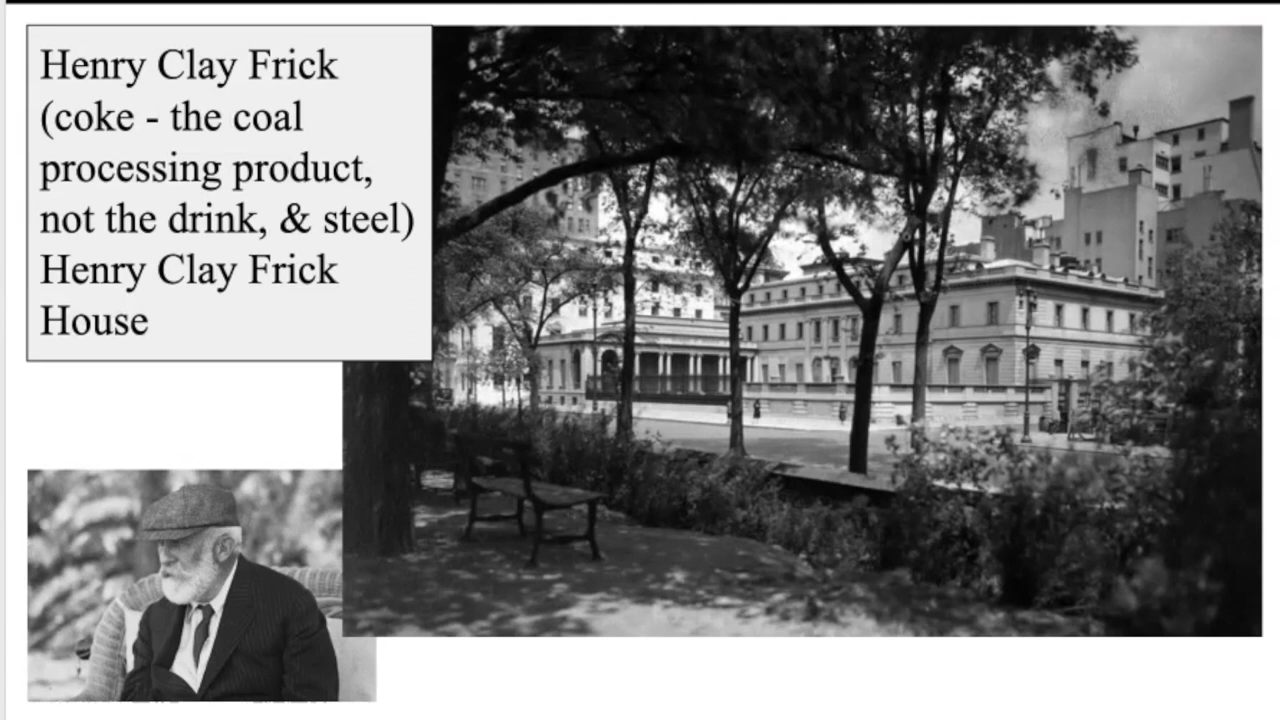 Henry Clay Frick
(coke - the coal
processing product,
not the drink, & steel)
Henry Clay Frick
House